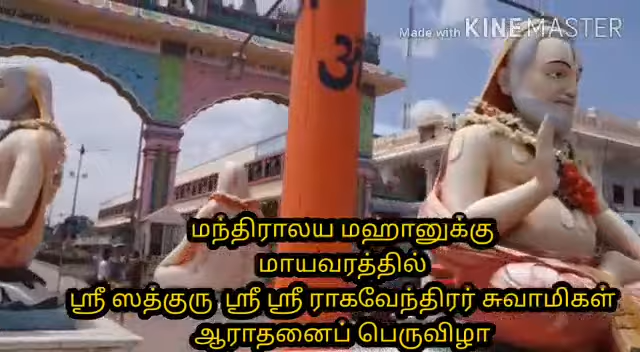 Made with KINEMASTER
ॐ
மந்திராலய மஹானுக்கு
மாயவரத்தில்
ஸ்ரீ ஸத்குரு ஸ்ரீ ஸ்ரீ ராகவேந்திரர் சுவாமிகள்
ஆராதனைப் பெருவிழா